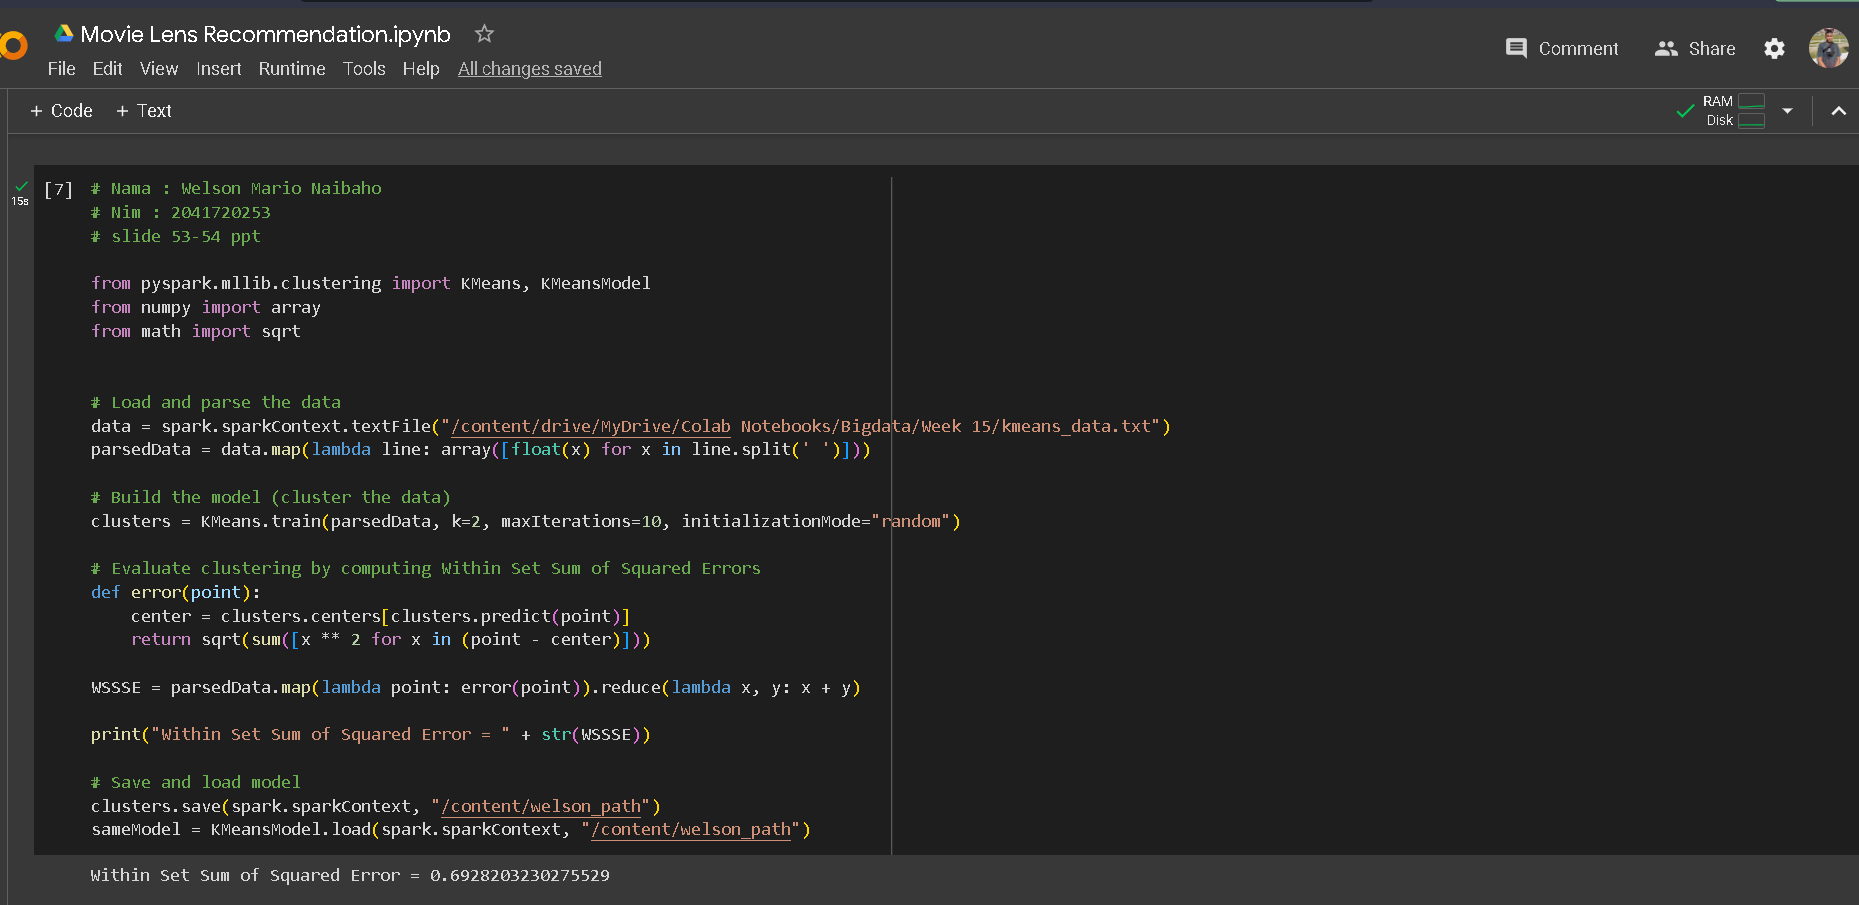 Movie Lens Recommendation.ipynb
Comment Share
File Edit View Insert Runtime Tools Help All changes saved
+ Code + Text
RAM
Disk
15s
[7] # Nama : Welson Mario Naibaho
# Nim : 2041720253
# slide 53-54 ppt
from pyspark.mllib.clustering import KMeans, KMeansModel
from numpy import array
from math import sqrt
# Load and parse the data
data = spark.sparkContext.textFile("/content/drive/MyDrive/Colab Notebooks/Bigdata/Week 15/kmeans_data.txt")
parsedData = data.map(lambda line: array([float(x) for x in line.split(' ')]))
# Build the model (cluster the data)
clusters = KMeans.train(parsedData, k=2, maxIterations=10, initializationMode="random")
# Evaluate clustering by computing Within Set Sum of Squared Errors
def error(point):
    center = clusters.centers[clusters.predict(point)]
    return sqrt(sum([x ** 2 for x in (point - center)]))
WSSSE = parsedData.map(lambda point: error(point)).reduce(lambda x, y: x + y)
print("Within Set Sum of Squared Error = " + str(WSSSE))
# Save and load model
clusters.save(spark.sparkContext, "/content/welson_path")
sameModel = KMeansModel.load(spark.sparkContext, "/content/welson_path")
Within Set Sum of Squared Error = 0.6928203230275529